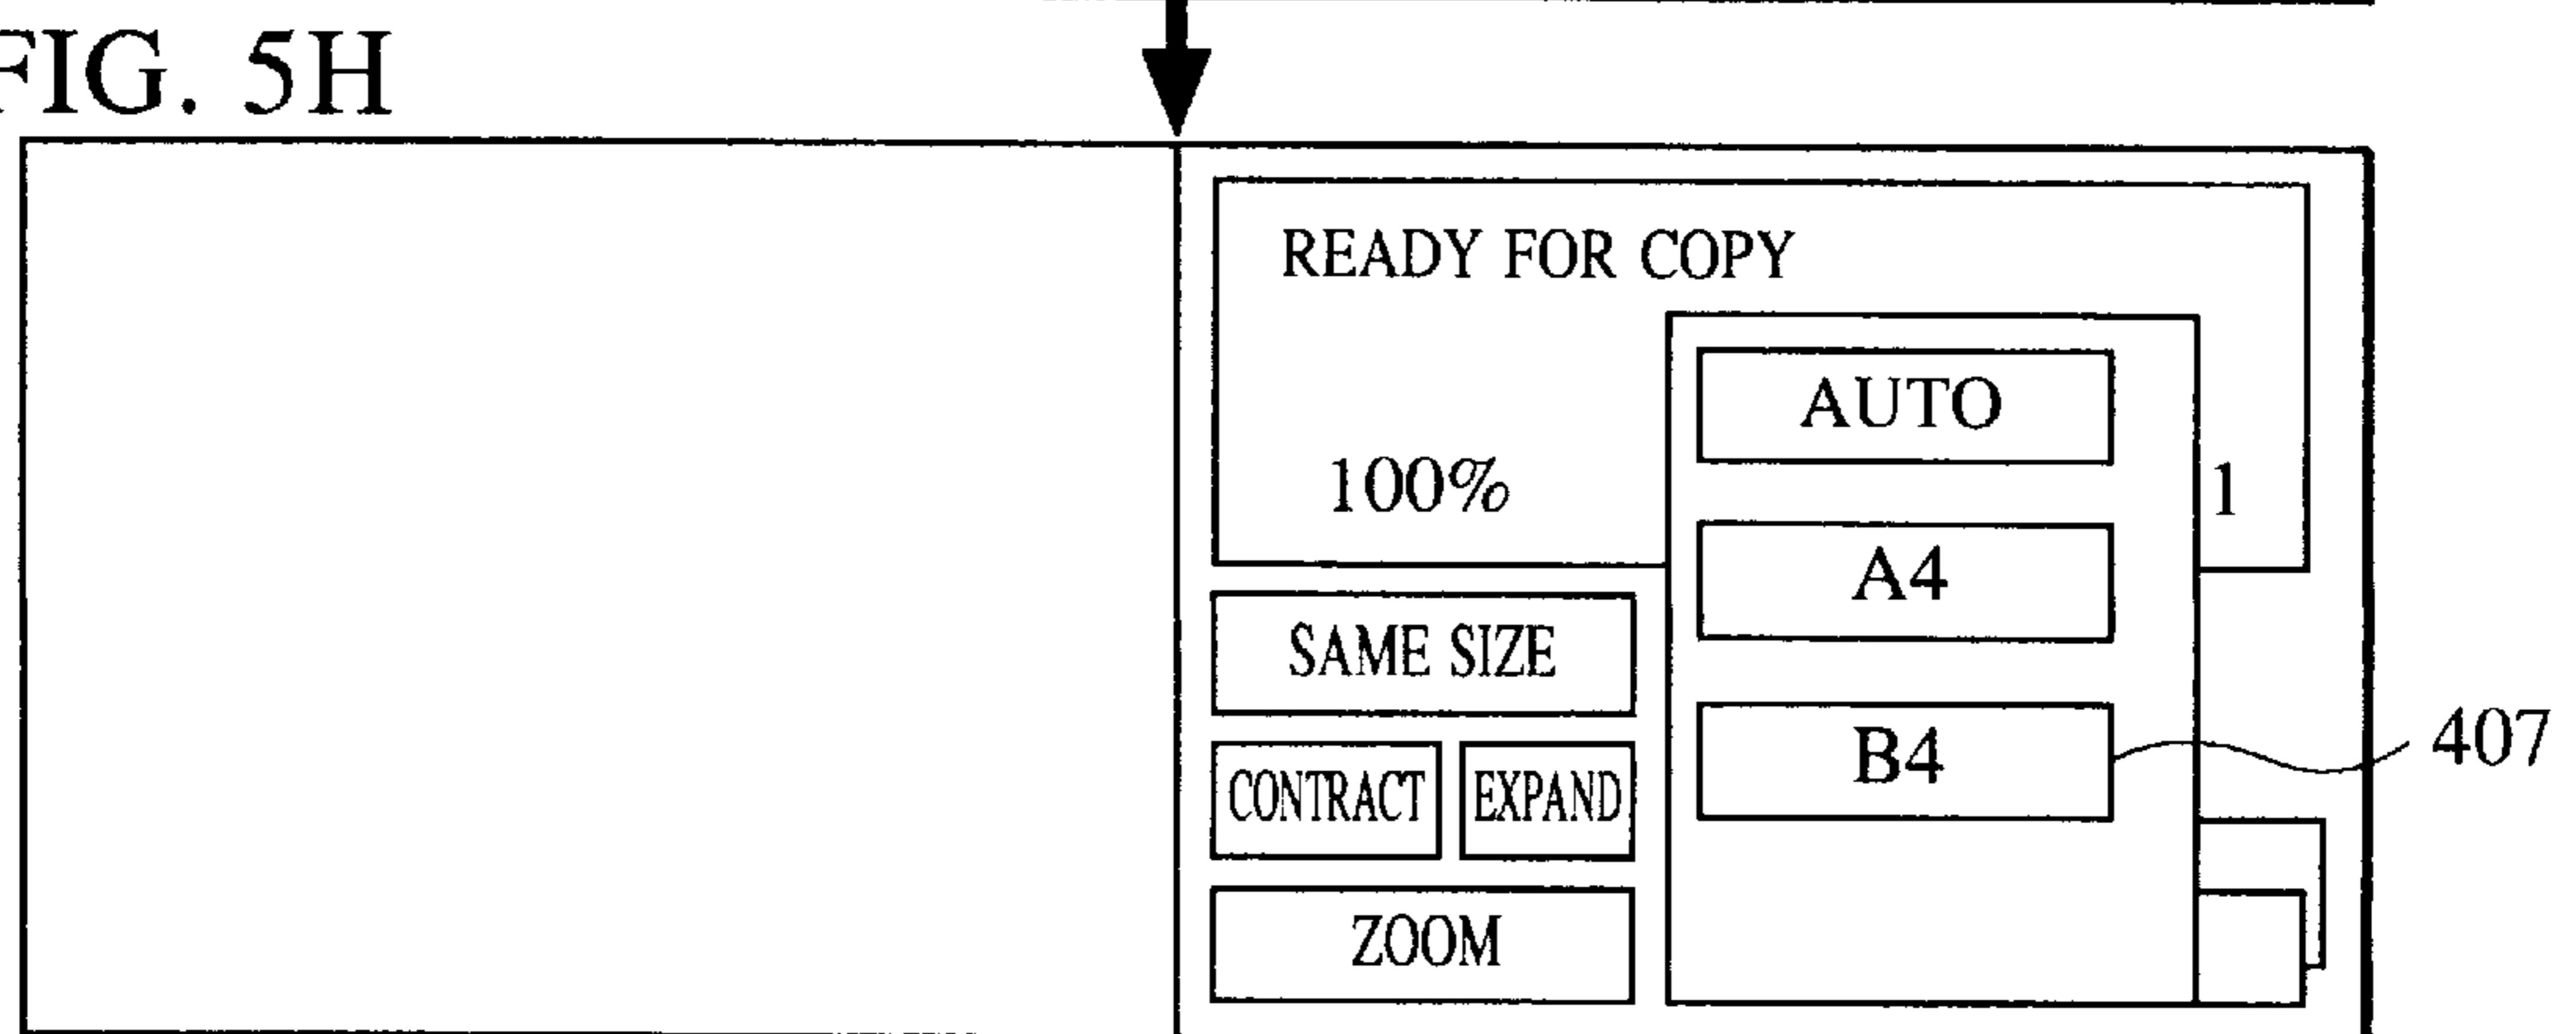 FIG. 5H
READY FOR COPY
AUTO
100%
1
A4
SAME SIZE
B4
407
CONTRACT
EXPAND
ZOOM